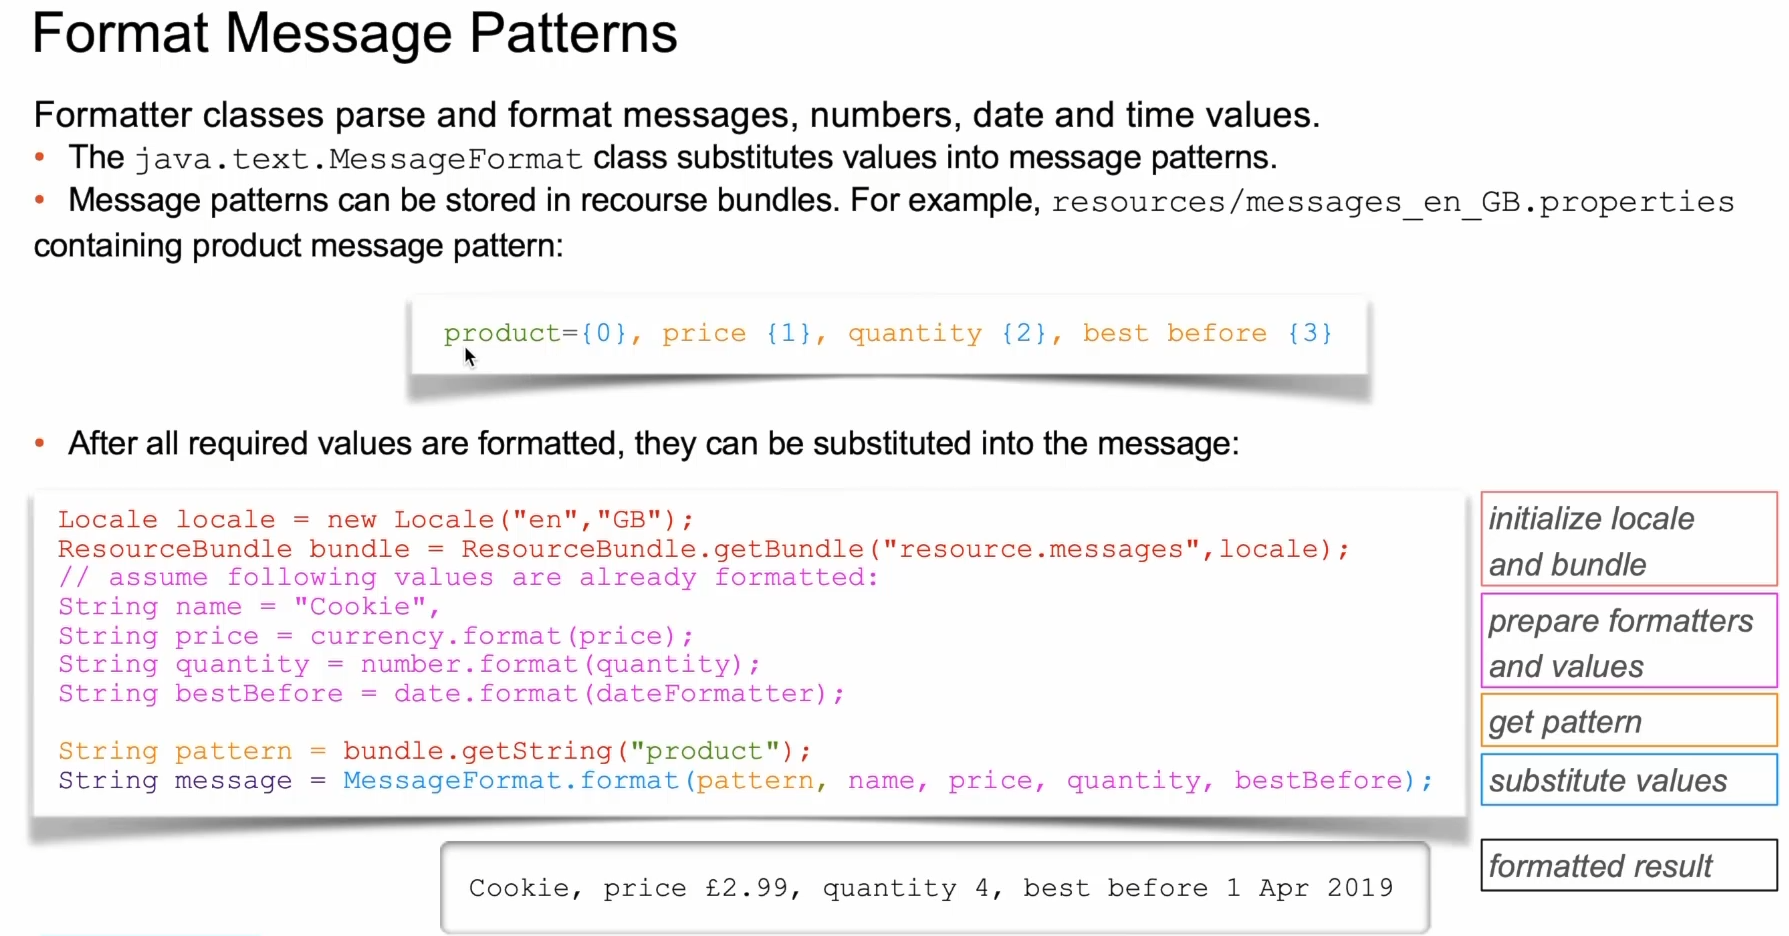 Format Message Patterns
Formatter classes parse and format messages, numbers, date and time values.
• The java.text.MessageFormat class substitutes values into message patterns.
• Message patterns can be stored in recourse bundles. For example, resources/messages_en_GB.properties
containing product message pattern:
product={0}, price {1}, quantity {2}, best before {3}
• After all required values are formatted, they can be substituted into the message:
Locale locale = new Locale("en","GB");
ResourceBundle bundle = ResourceBundle.getBundle("resource.messages",locale);
// assume following values are already formatted:
String name = "Cookie",
String price = currency.format(price);
String quantity = number.format(quantity);
String bestBefore = date.format(dateFormatter);
String pattern = bundle.getString("product");
String message = MessageFormat.format(pattern, name, price, quantity, bestBefore);
initialize locale
and bundle
prepare formatters
and values
get pattern
substitute values
formatted result
Cookie, price £2.99, quantity 4, best before 1 Apr 2019